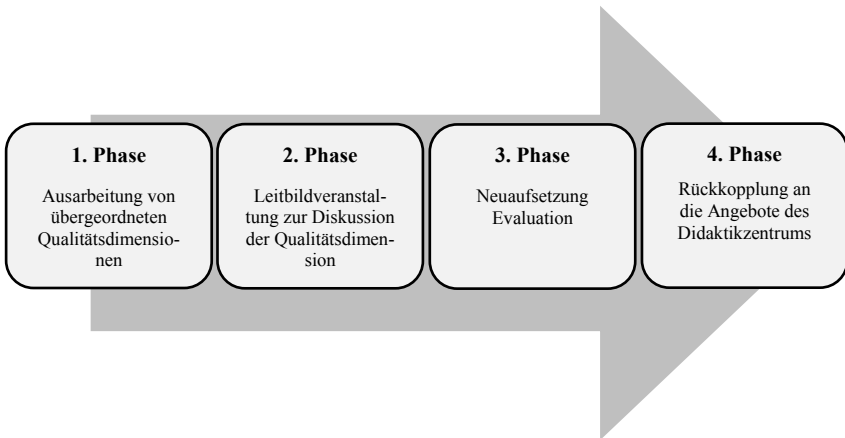 1. Phase
Ausarbeitung von
übergeordneten
Qualitätsdimensio-
nen
2. Phase
Leitbildveranstal-
tung zur Diskussion
der Qualitätsdimen-
sion
3. Phase
Neuaufsetzung
Evaluation
4. Phase
Rückkopplung an
die Angebote des
Didaktikzentrums